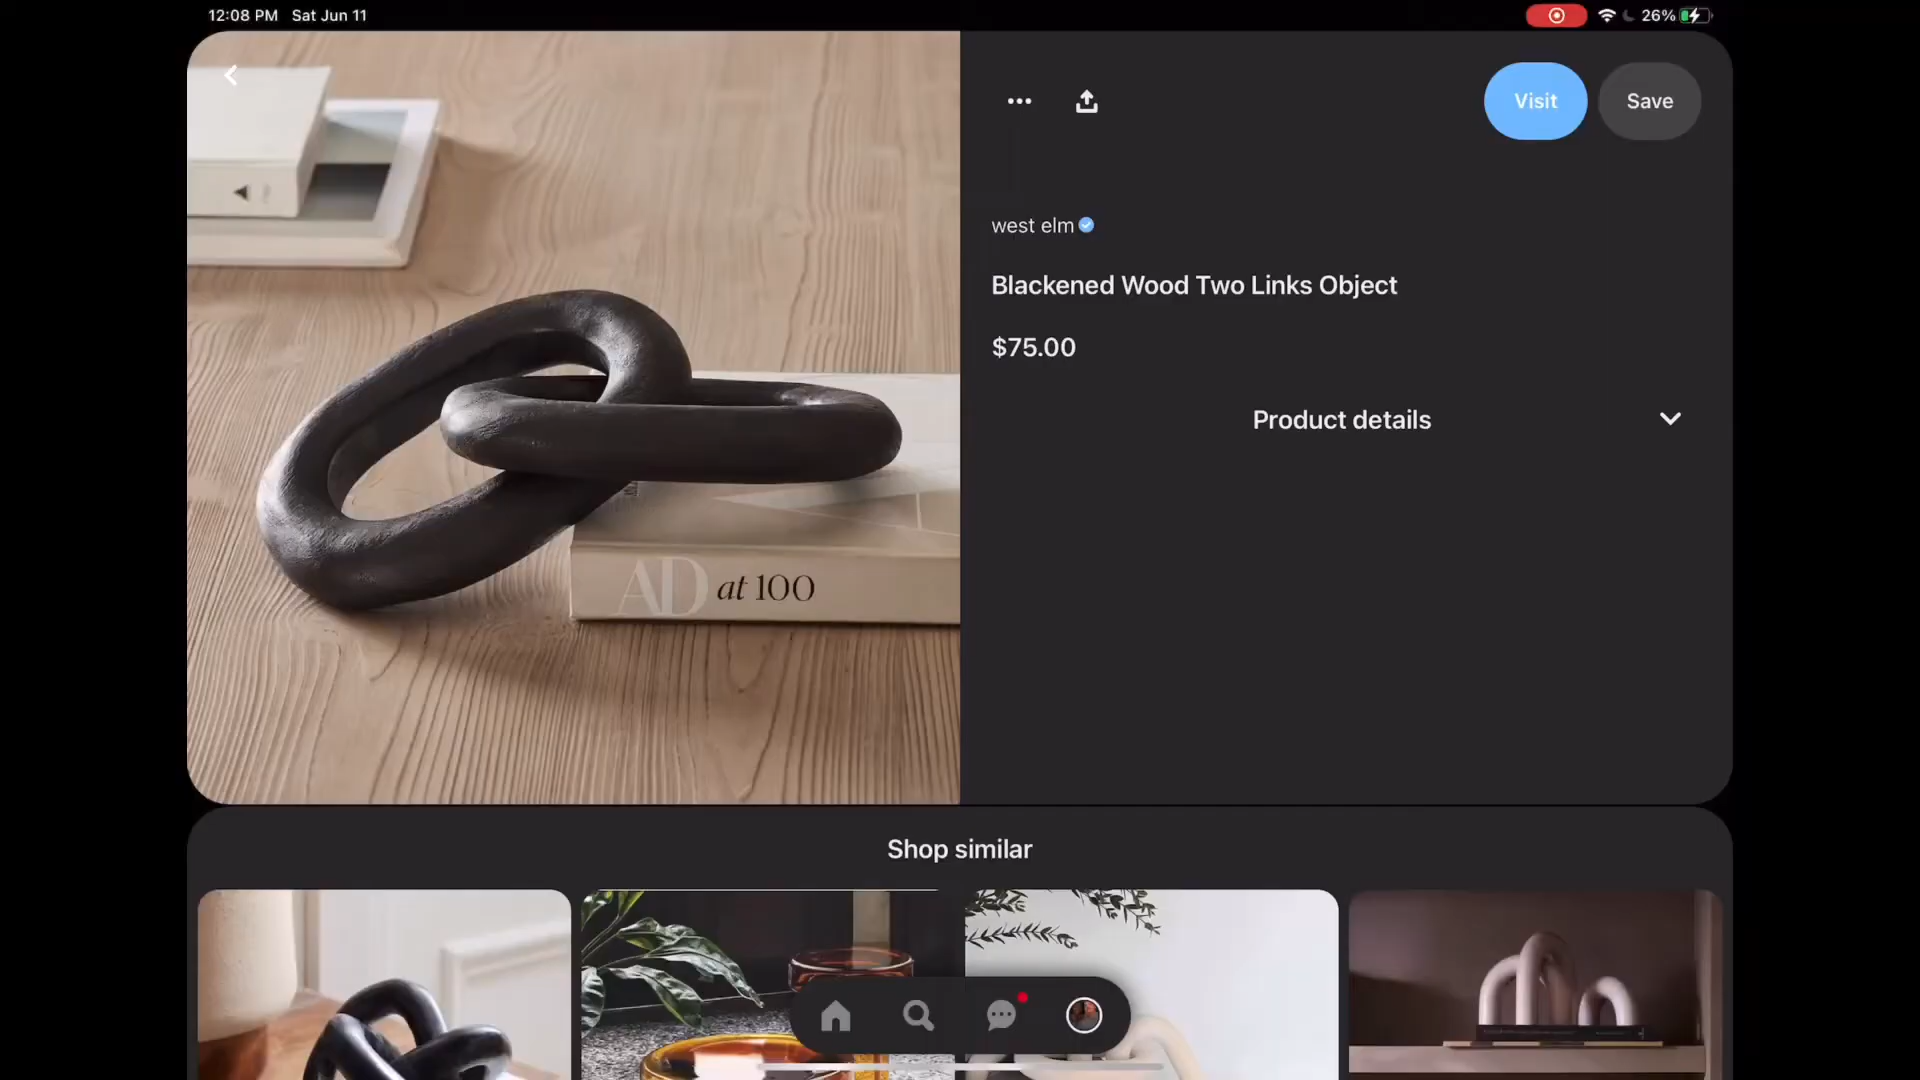 12:08 PM Sat Jun 11
26%
Visit
Save
west elm
Blackened Wood Two Links Object
$75.00
Product details
AD at 100
Shop similar